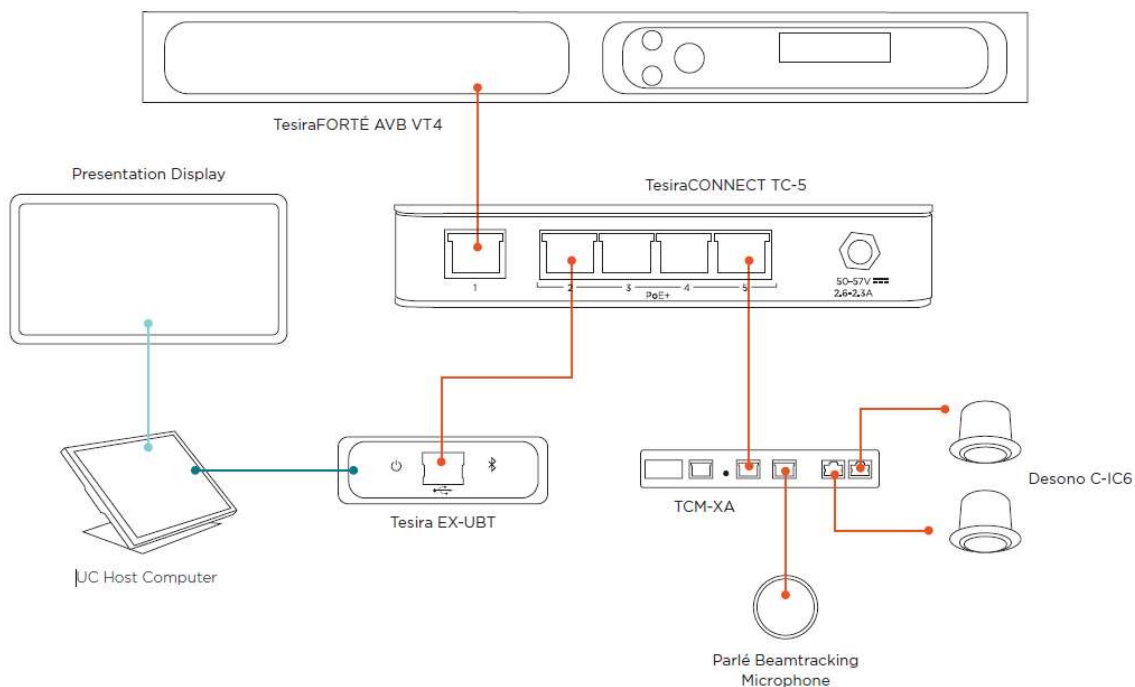 TesiraFORTÉ AVB VT4
Presentation Display
TesiraCONNECT TC-5
1
2
3
4
5
PoE+
50-57V
2.6-2.3A
Tesira EX-UBT
TCM-XA
Desono C-IC6
UC Host Computer
Parlé Beamtracking
Microphone